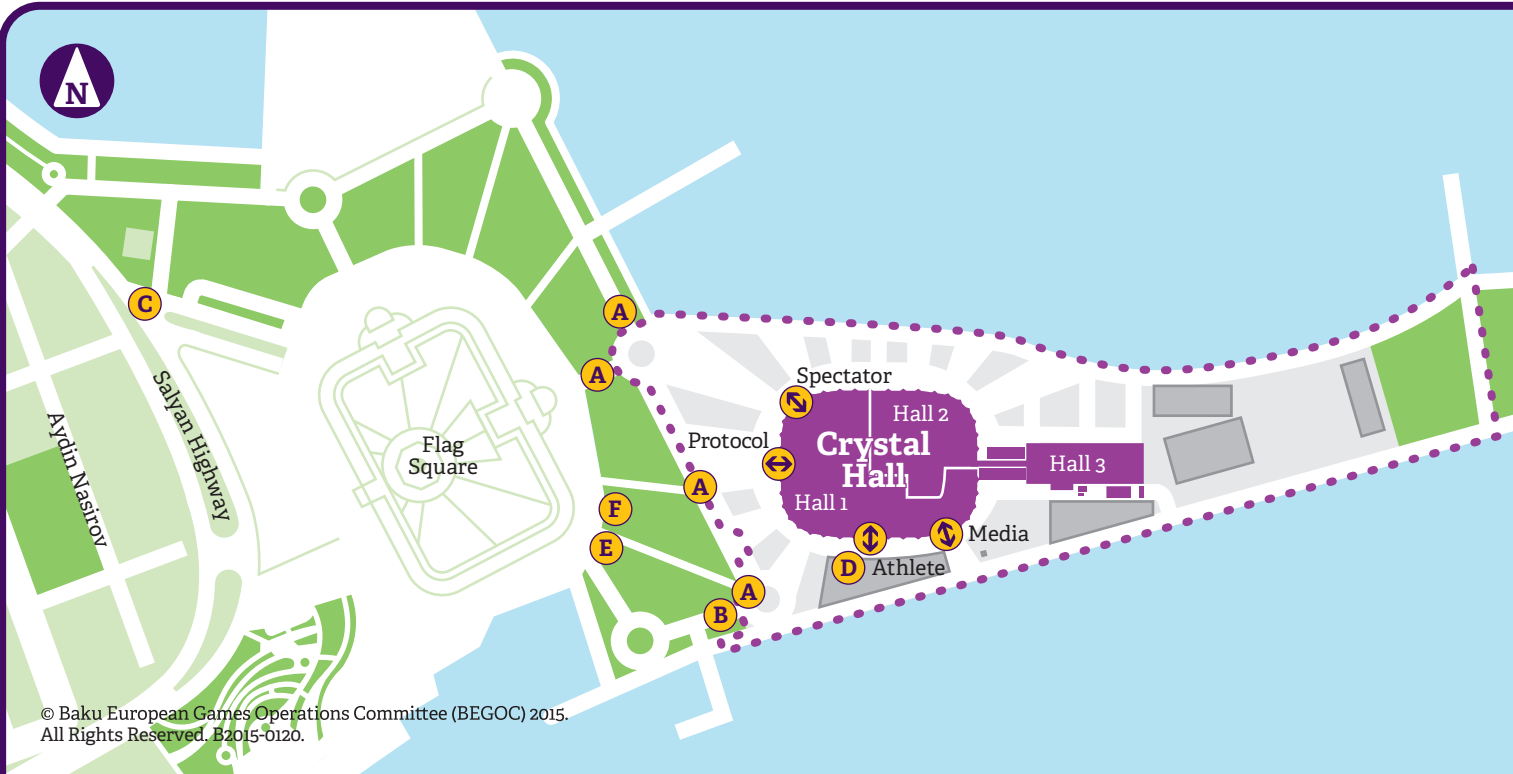 N
A
C
A
Spectator
Hall 2
Salyan Highway
Aydin Nasirov
Flag
Square
Protocol
Crystal
Hall
Hall 3
A
Hall 1
F
Media
E
D
Athlete
A
B
© Baku European Games Operations Committee (BEGOC) 2015.
All Rights Reserved. B2015-0120.